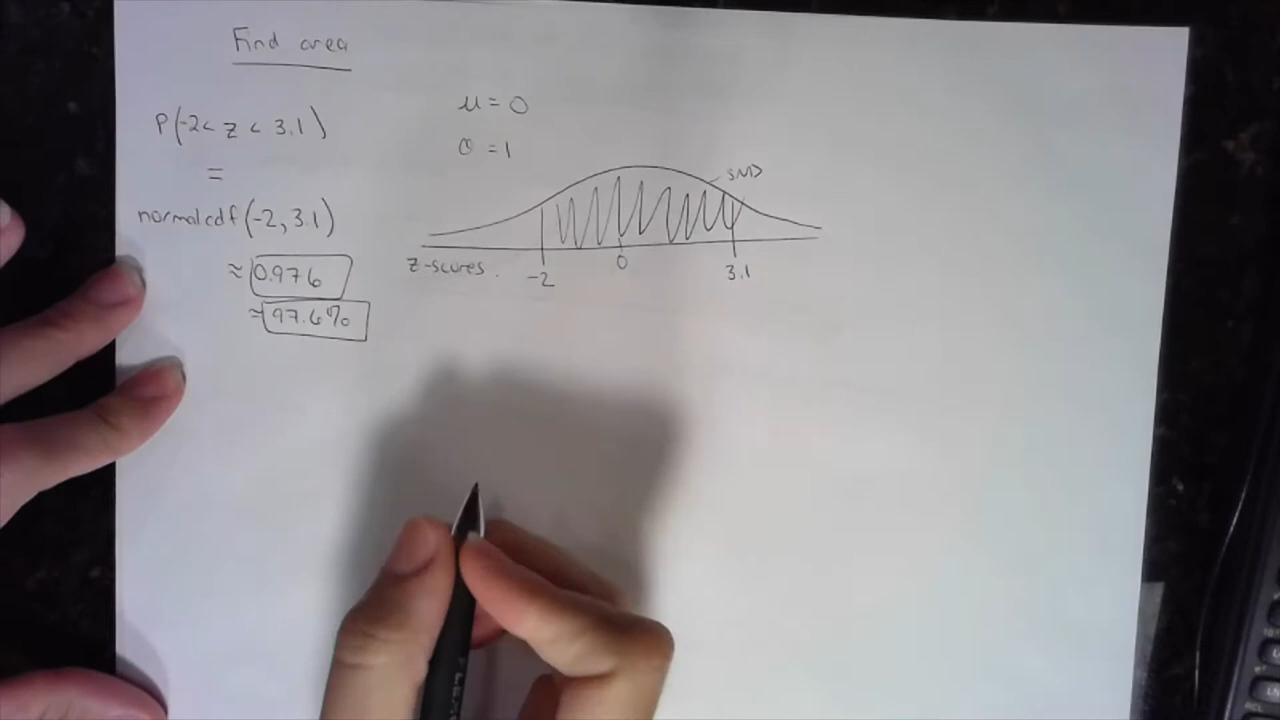 Find area
P(-2 < z < 3.1)
=
normalcdf(-2, 3.1)
≈ 0.976
≈ 97.6%
μ = 0
σ = 1
SND
z-scores.
-2
0
3.1